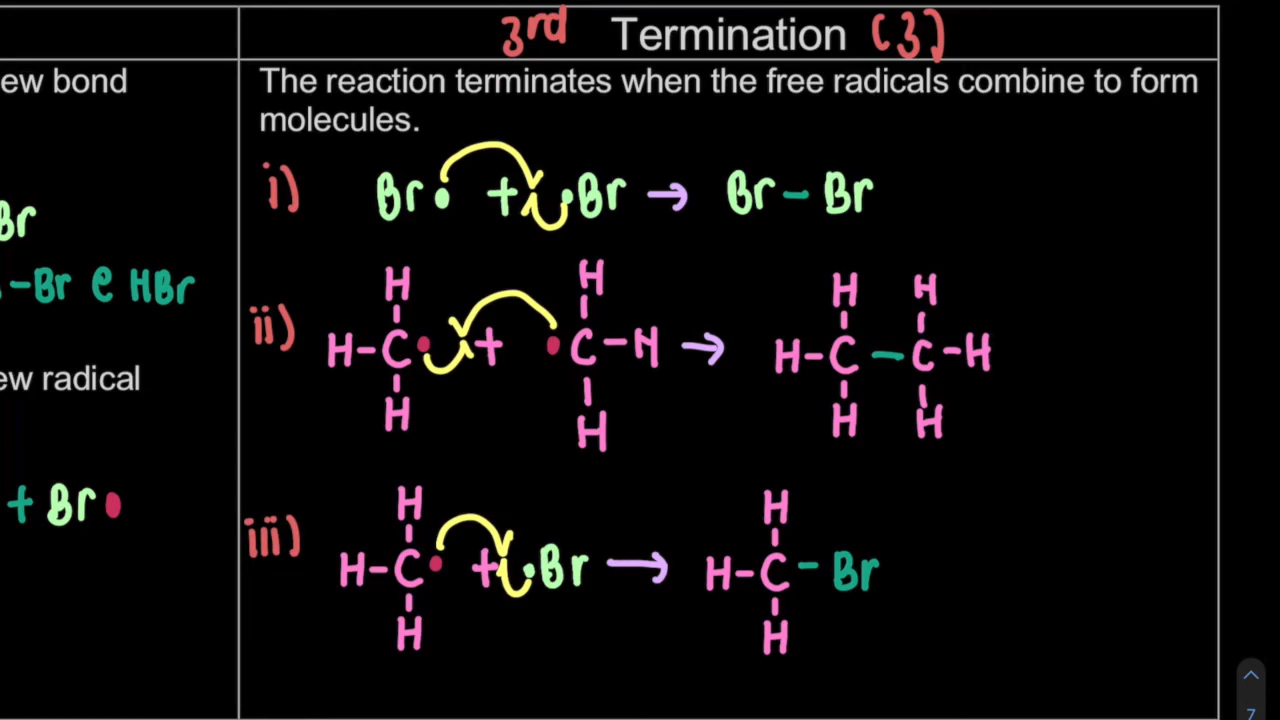 3rd Termination (3)
ew bond
The reaction terminates when the free radicals combine to form
molecules.
i) Br• + •Br → Br - Br
Br
-Br e HBr
ii)
H H H H
H-C• + •C-H → H-C-C-H
H H H H
ew radical
+ Br•
iii)
H H
H-C• + •Br → H-C-Br
H H